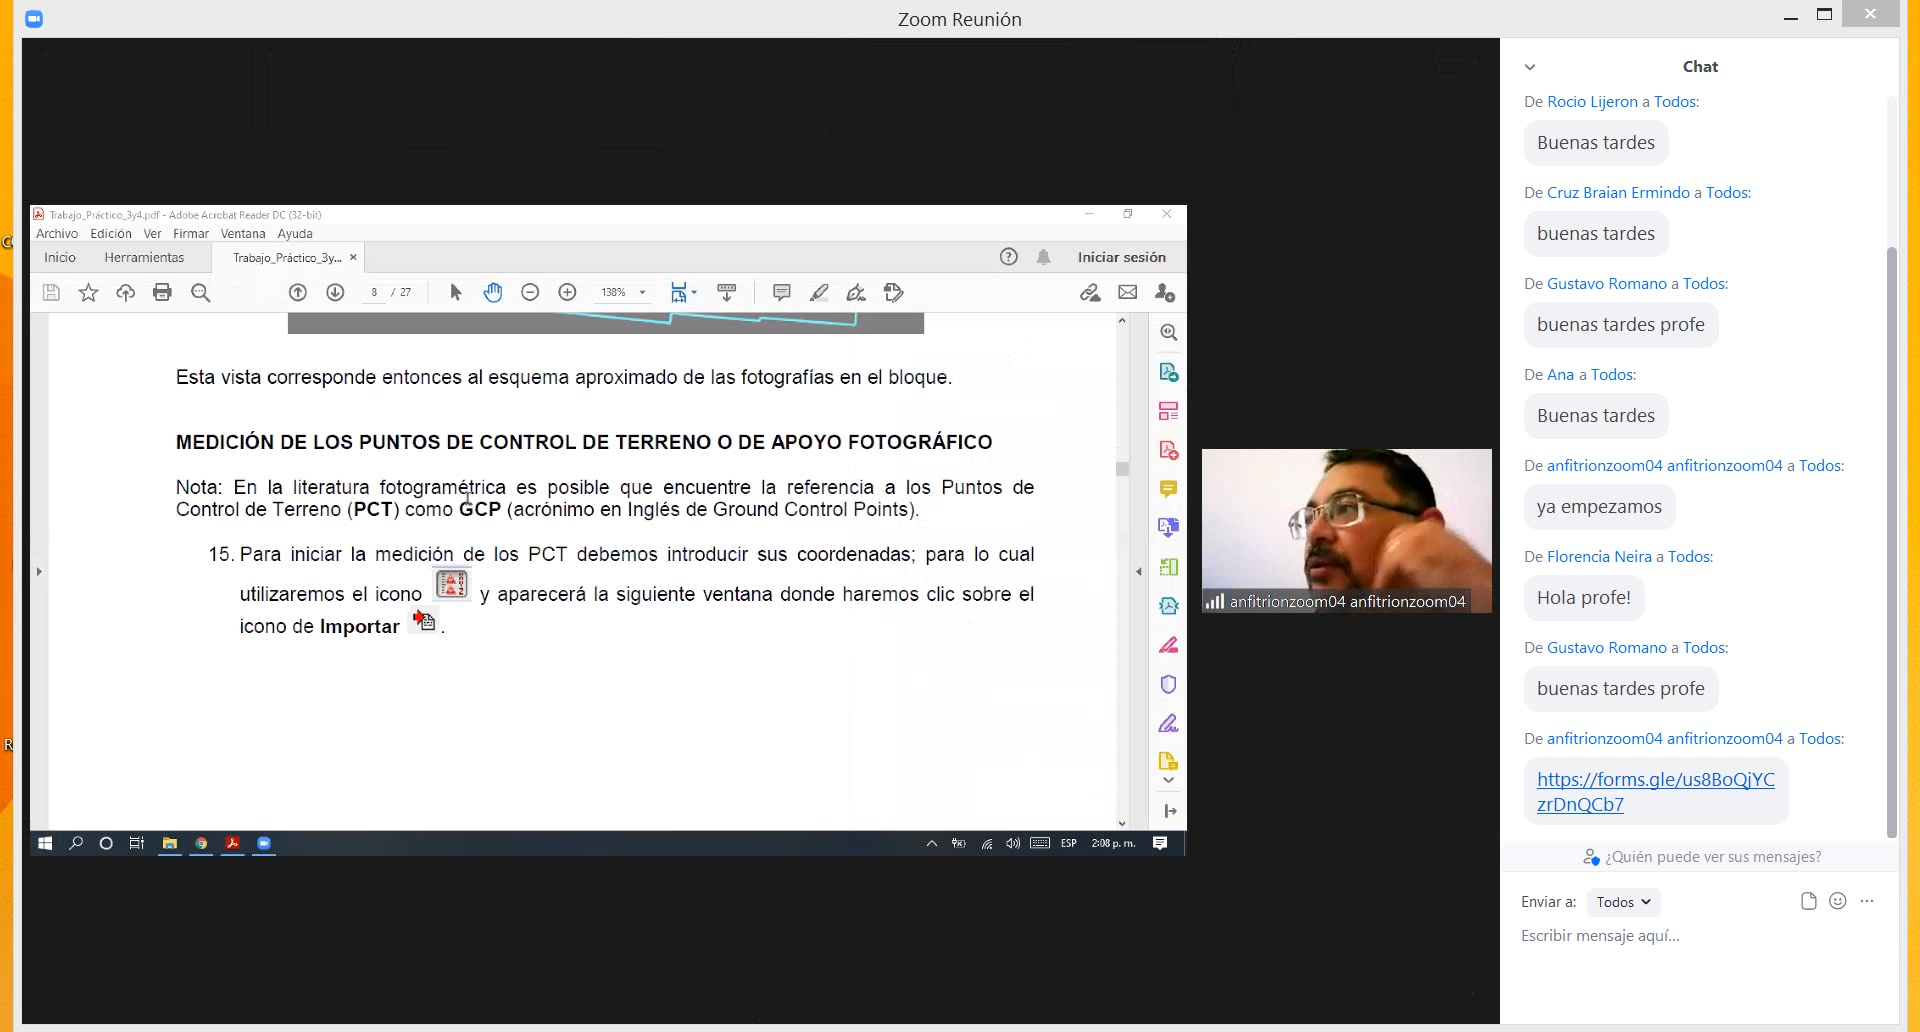 Zoom Reunión
Trabajo_Práctico_3y4.pdf - Adobe Acrobat Reader DC (32-bit)
Archivo Edición Ver Firmar Ventana Ayuda
Inicio Herramientas Trabajo_Práctico_3y... × Iniciar sesión
8 / 27 138%
Esta vista corresponde entonces al esquema aproximado de las fotografías en el bloque.
MEDICIÓN DE LOS PUNTOS DE CONTROL DE TERRENO O DE APOYO FOTOGRÁFICO
Nota: En la literatura fotogramétrica es posible que encuentre la referencia a los Puntos de
Control de Terreno (PCT) como GCP (acrónimo en Inglés de Ground Control Points).
15. Para iniciar la medición de los PCT debemos introducir sus coordenadas; para lo cual
utilizaremos el icono y aparecerá la siguiente ventana donde haremos clic sobre el
icono de Importar .
ESP 2:08 p. m.
anfitrionzoom04 anfitrionzoom04
Chat
De Rocio Lijeron a Todos:
Buenas tardes
De Cruz Braian Ermindo a Todos:
buenas tardes
De Gustavo Romano a Todos:
buenas tardes profe
De Ana a Todos:
Buenas tardes
De anfitrionzoom04 anfitrionzoom04 a Todos:
ya empezamos
De Florencia Neira a Todos:
Hola profe!
De Gustavo Romano a Todos:
buenas tardes profe
De anfitrionzoom04 anfitrionzoom04 a Todos:
https://forms.gle/us8BoQjYC
zrDnQCb7
¿Quién puede ver sus mensajes?
Enviar a: Todos
Escribir mensaje aquí...